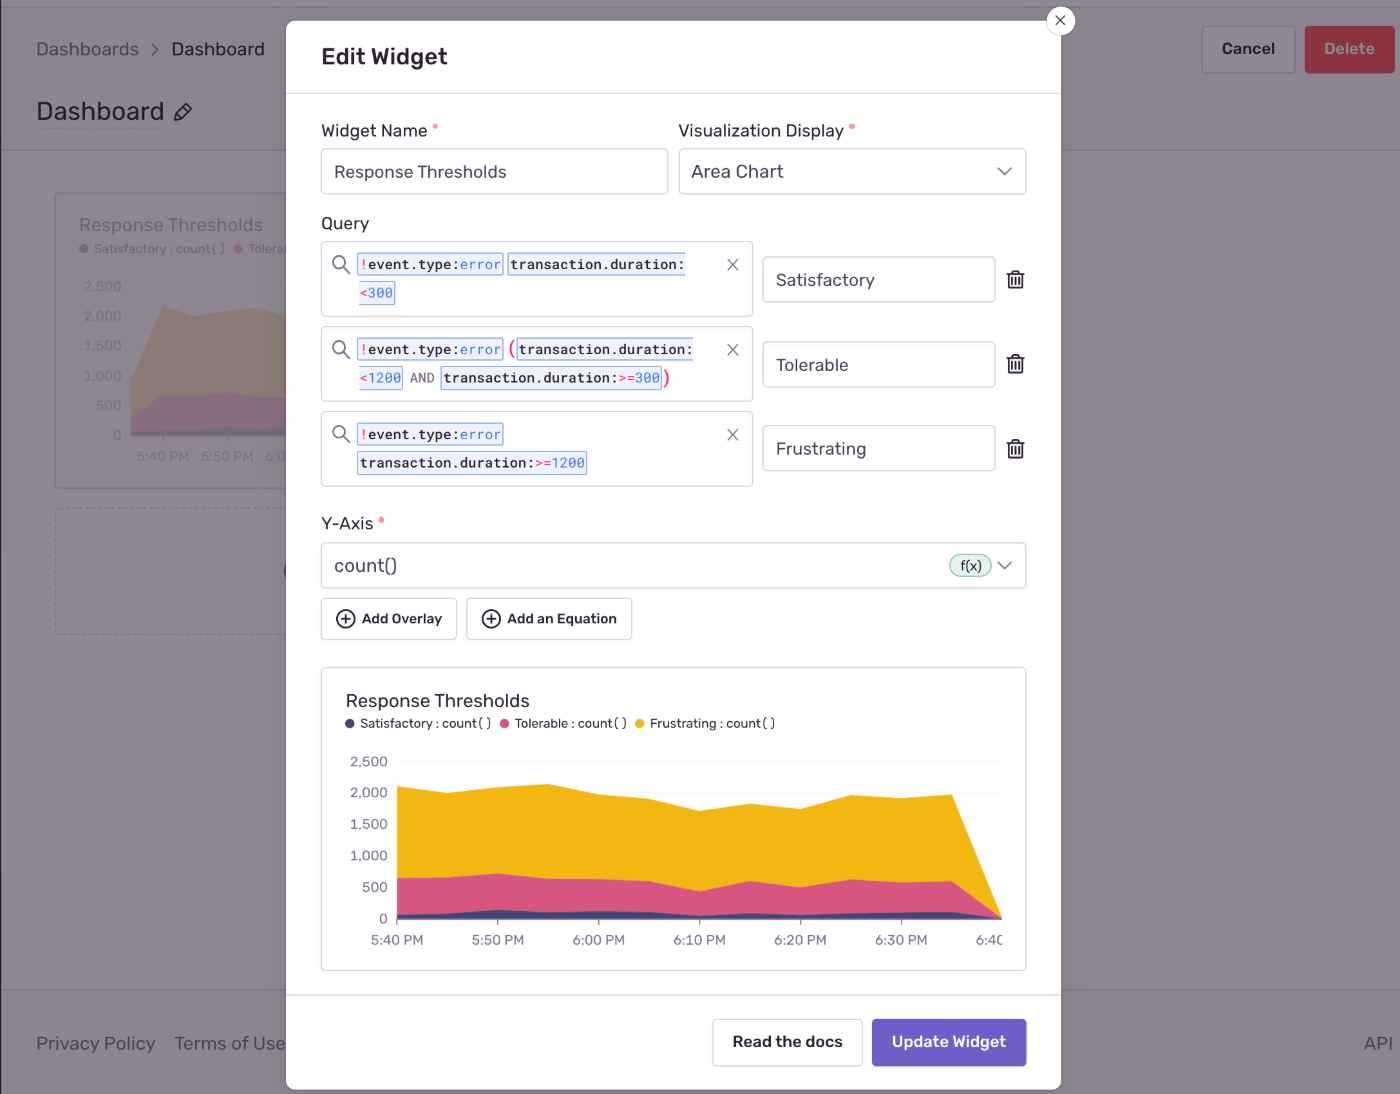 Edit Widget
Dashboards > Dashboard
Cancel
Delete
Dashboard
Widget Name *
Visualization Display *
Response Thresholds
Area Chart
Query
!event.type:error transaction.duration:
<300
Satisfactory
!event.type:error (transaction.duration:
<1200 AND transaction.duration:>=300)
Tolerable
!event.type:error
transaction.duration:>=1200
Frustrating
Response Thresholds
Satisfactory : count()
2,500
2,000
1,500
1,000
500
0
5:40 PM 5:50 PM
Y-Axis *
count()
f(x)
Add Overlay
Add an Equation
Response Thresholds
Satisfactory : count() Tolerable : count() Frustrating : count()
2,500
2,000
1,500
1,000
500
0
5:40 PM 5:50 PM 6:00 PM 6:10 PM 6:20 PM 6:30 PM
Read the docs
Update Widget
Privacy Policy Terms of Use
API